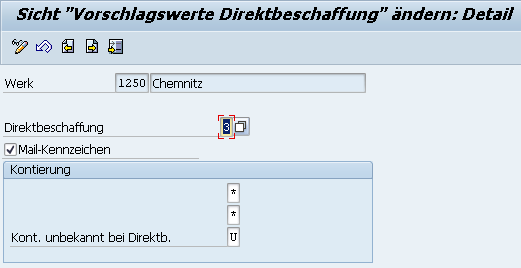 Sicht "Vorschlagswerte Direktbeschaffung" ändern: Detail
Werk 1250 Chemnitz
Direktbeschaffung 3
Mail-Kennzeichen
Kontierung
*
*
Kont. unbekannt bei Direktb. U